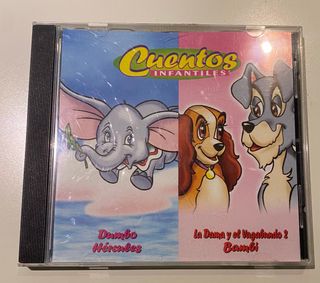 Cuentos
INFANTILES
Dumbo
Hércules
La Dama y el Vagabundo 2
Bambi